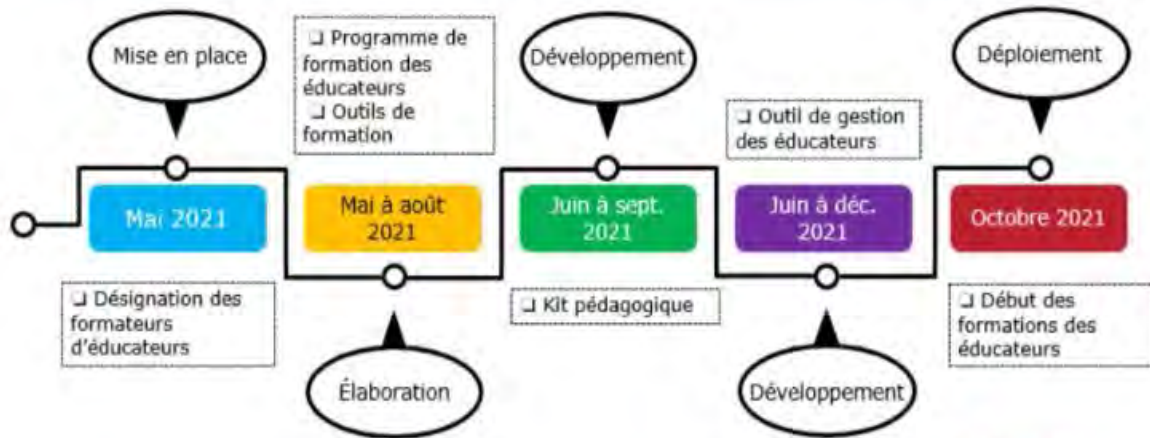 Mise en place
❑ Programme de
formation des
éducateurs
❑ Outils de
formation
Développement
❑ Outil de gestion
des éducateurs
Déploiement
Mai 2021
Mai à août
2021
Juin à sept.
2021
Juin à déc.
2021
Octobre 2021
❑ Désignation des
formateurs
d'éducateurs
Élaboration
❑ Kit pédagogique
Développement
❑ Début des
formations des
éducateurs